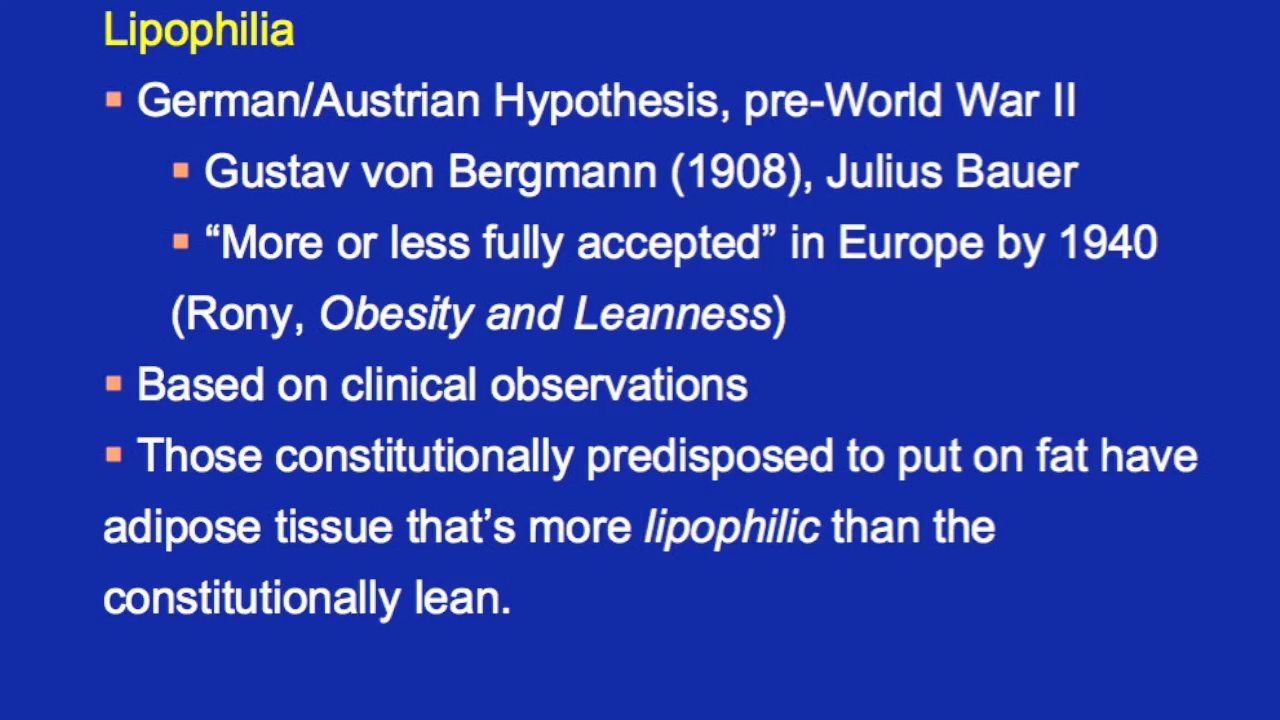 Lipophilia
▪ German/Austrian Hypothesis, pre-World War II
▪ Gustav von Bergmann (1908), Julius Bauer
▪ “More or less fully accepted” in Europe by 1940
(Rony, Obesity and Leanness)
▪ Based on clinical observations
▪ Those constitutionally predisposed to put on fat have
adipose tissue that’s more lipophilic than the
constitutionally lean.